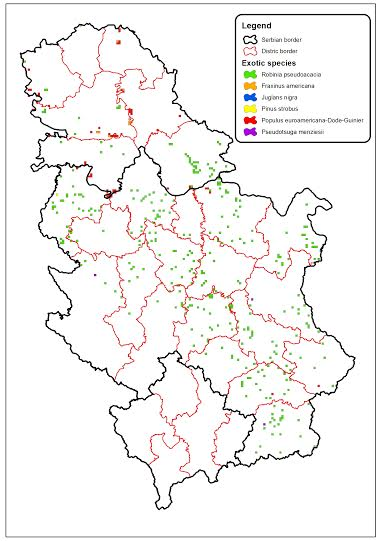 Legend
Serbian border
Distric border
Exotic species
Robinia pseudoacacia
Fraxinus americana
Juglans nigra
Pinus strobus
Populus euroamericana-Dode-Guinier
Pseudotsuga menziesii